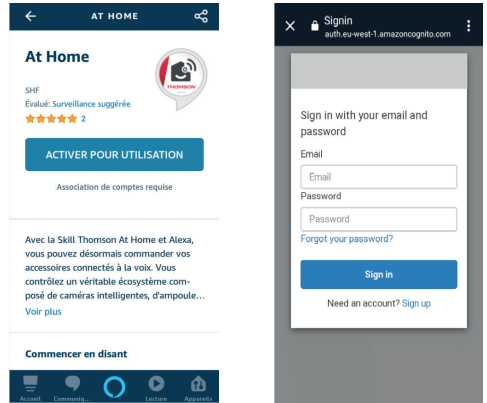 AT HOME
At Home
SHF
Évalué: Surveillance suggérée
2
THOMSON
ACTIVER POUR UTILISATION
Association de comptes requise
Avec la Skill Thomson At Home et Alexa,
vous pouvez désormais commander vos
accessoires connectés à la voix. Vous
contrôlez un véritable écosystème com-
posé de caméras intelligentes, d'ampoule...
Voir plus
Commencer en disant
Accueil Communiq... Lecture Appareils
Signin
auth.eu-west-1.amazoncognito.com
Sign in with your email and
password
Email
Email
Password
Password
Forgot your password?
Sign in
Need an account? Sign up